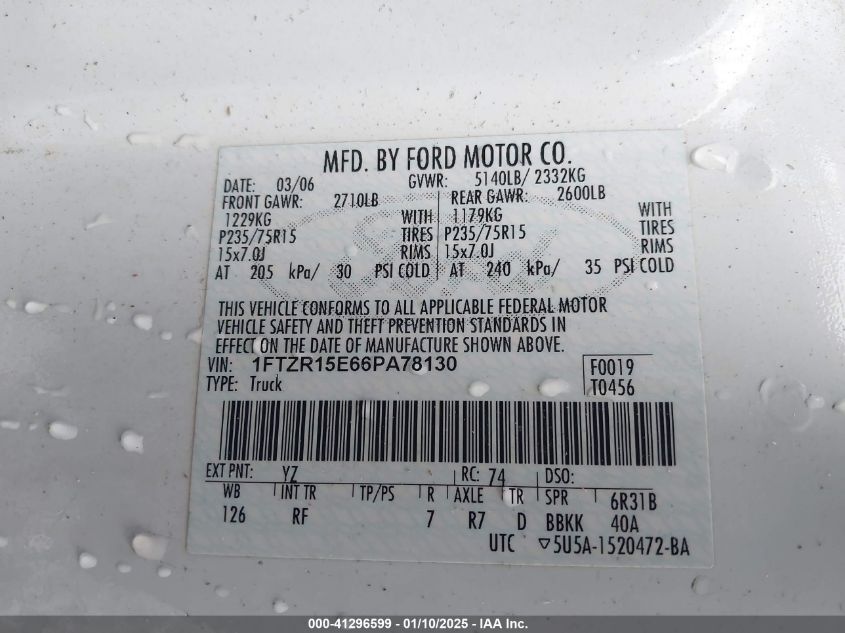 MFD. BY FORD MOTOR CO.
DATE: 03/06 GVWR: 5140LB/ 2332KG
FRONT GAWR: 2710LB REAR GAWR: 2600LB
1229KG WITH 1179KG WITH
P235/75R15 TIRES P235/75R15 TIRES
15x7.0J RIMS 15x7.0J RIMS
AT 205 kPa/ 30 PSI COLD AT 240 kPa/ 35 PSI COLD
THIS VEHICLE CONFORMS TO ALL APPLICABLE FEDERAL MOTOR
VEHICLE SAFETY AND THEFT PREVENTION STANDARDS IN
EFFECT ON THE DATE OF MANUFACTURE SHOWN ABOVE.
VIN: 1FTZR15E66PA78130 F0019
TYPE: Truck T0456
EXT PNT: YZ RC: 74 DSO:
WB INT TR TP/PS R AXLE TR SPR 6R31B
126 RF 7 R7 D BBKK 40A
UTC ▽5U5A-1520472-BA
Ford
000-41296599 - 01/10/2025 - IAA Inc.